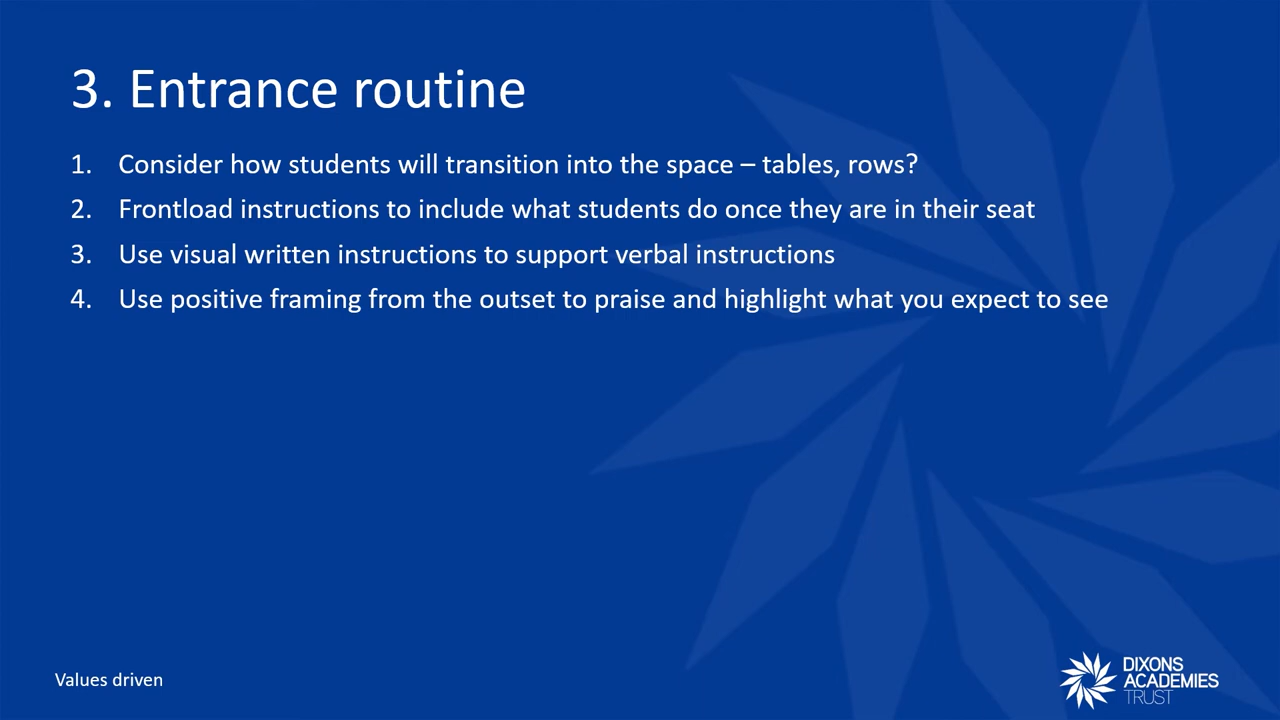 3. Entrance routine
1. Consider how students will transition into the space – tables, rows?
2. Frontload instructions to include what students do once they are in their seat
3. Use visual written instructions to support verbal instructions
4. Use positive framing from the outset to praise and highlight what you expect to see
Values driven
DIXONS
ACADEMIES
TRUST